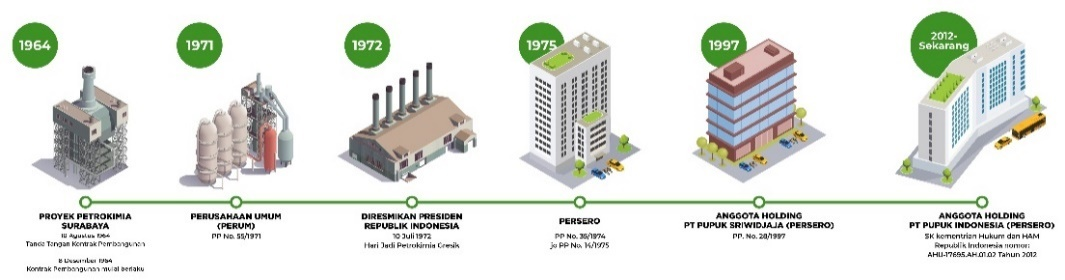 1964
PROYEK PETROKIMIA
SURABAYA
10 Agustus 1964
Tanda Tangan Kontrak Pembangunan
8 Desember 1964
Kontrak Pembangunan mulai berlaku
1971
PERUSAHAAN UMUM
(PERUM)
PP No. 55/1971
1972
DIRESMIKAN PRESIDEN
REPUBLIK INDONESIA
10 Juli 1972
Hari Jadi Petrokimia Gresik
1975
PERSERO
PP No. 35/1974
jo PP No. 14/1975
1997
ANGGOTA HOLDING
PT PUPUK SRIWIDJAJA (PERSERO)
PP. No. 28/1997
2012-
Sekarang
ANGGOTA HOLDING
PT PUPUK INDONESIA (PERSERO)
SK kementrian Hukum dan HAM
Republik Indonesia nomor:
AHU-17695.AH.01.02 Tahun 2012